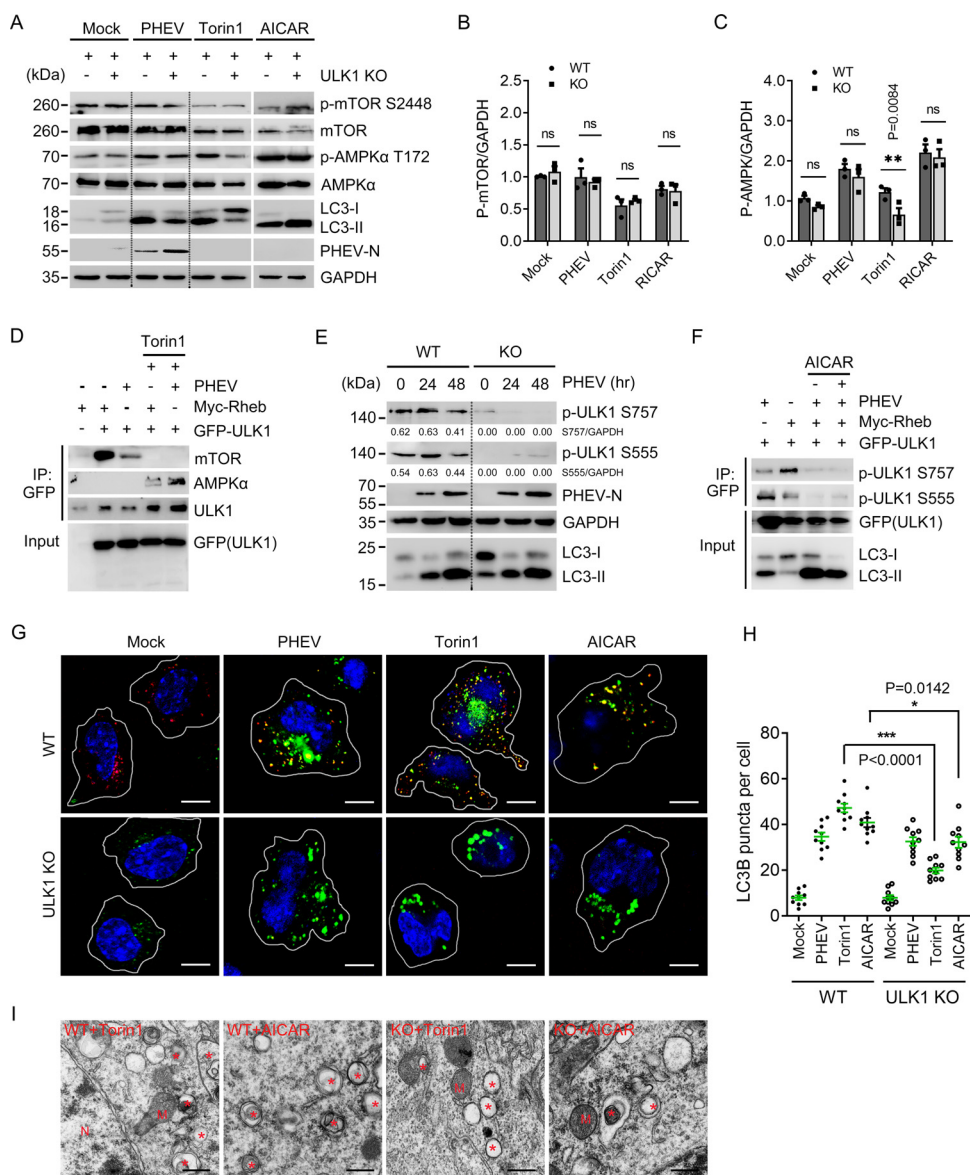 A
Mock PHEV Torin1 AICAR
+ + + + + + + +
(kDa) - + - + - + - + ULK1 KO
260 p-mTOR S2448
260 mTOR
70 p-AMPKα T172
70 AMPKα
18 LC3-I
16 LC3-II
55 PHEV-N
35 GAPDH
B
WT
KO
P-mTOR/GAPDH
2.5
2.0
1.5
1.0
0.5
0.0
ns ns ns ns
Mock PHEV Torin1 RICAR
C
WT
KO
P-AMPK/GAPDH
4.0
3.0
2.0
1.0
0.0
ns ns ** ns
P=0.0084
Mock PHEV Torin1 RICAR
D
Torin1
+ +
- - + - + PHEV
+ + - + - Myc-Rheb
- + + + + GFP-ULK1
IP: GFP
mTOR
AMPKα
ULK1
Input
GFP(ULK1)
E
WT KO
(kDa) 0 24 48 0 24 48 PHEV (hr)
140 p-ULK1 S757
0.62 0.63 0.41 0.00 0.00 0.00 S757/GAPDH
140 p-ULK1 S555
0.54 0.63 0.44 0.00 0.00 0.00 S555/GAPDH
55 PHEV-N
35 GAPDH
25 LC3-I
15 LC3-II
F
AICAR
- +
+ - + + PHEV
- + + + Myc-Rheb
+ + + + GFP-ULK1
IP: GFP
p-ULK1 S757
p-ULK1 S555
Input
GFP(ULK1)
LC3-I
LC3-II
G
Mock PHEV Torin1 AICAR
WT
ULK1 KO
H
P=0.0142
*
***
P<0.0001
LC3B puncta per cell
80
60
40
20
0
Mock PHEV Torin1 AICAR Mock PHEV Torin1 AICAR
WT ULK1 KO
I
WT+Torin1 WT+AICAR KO+Torin1 KO+AICAR
N M M M